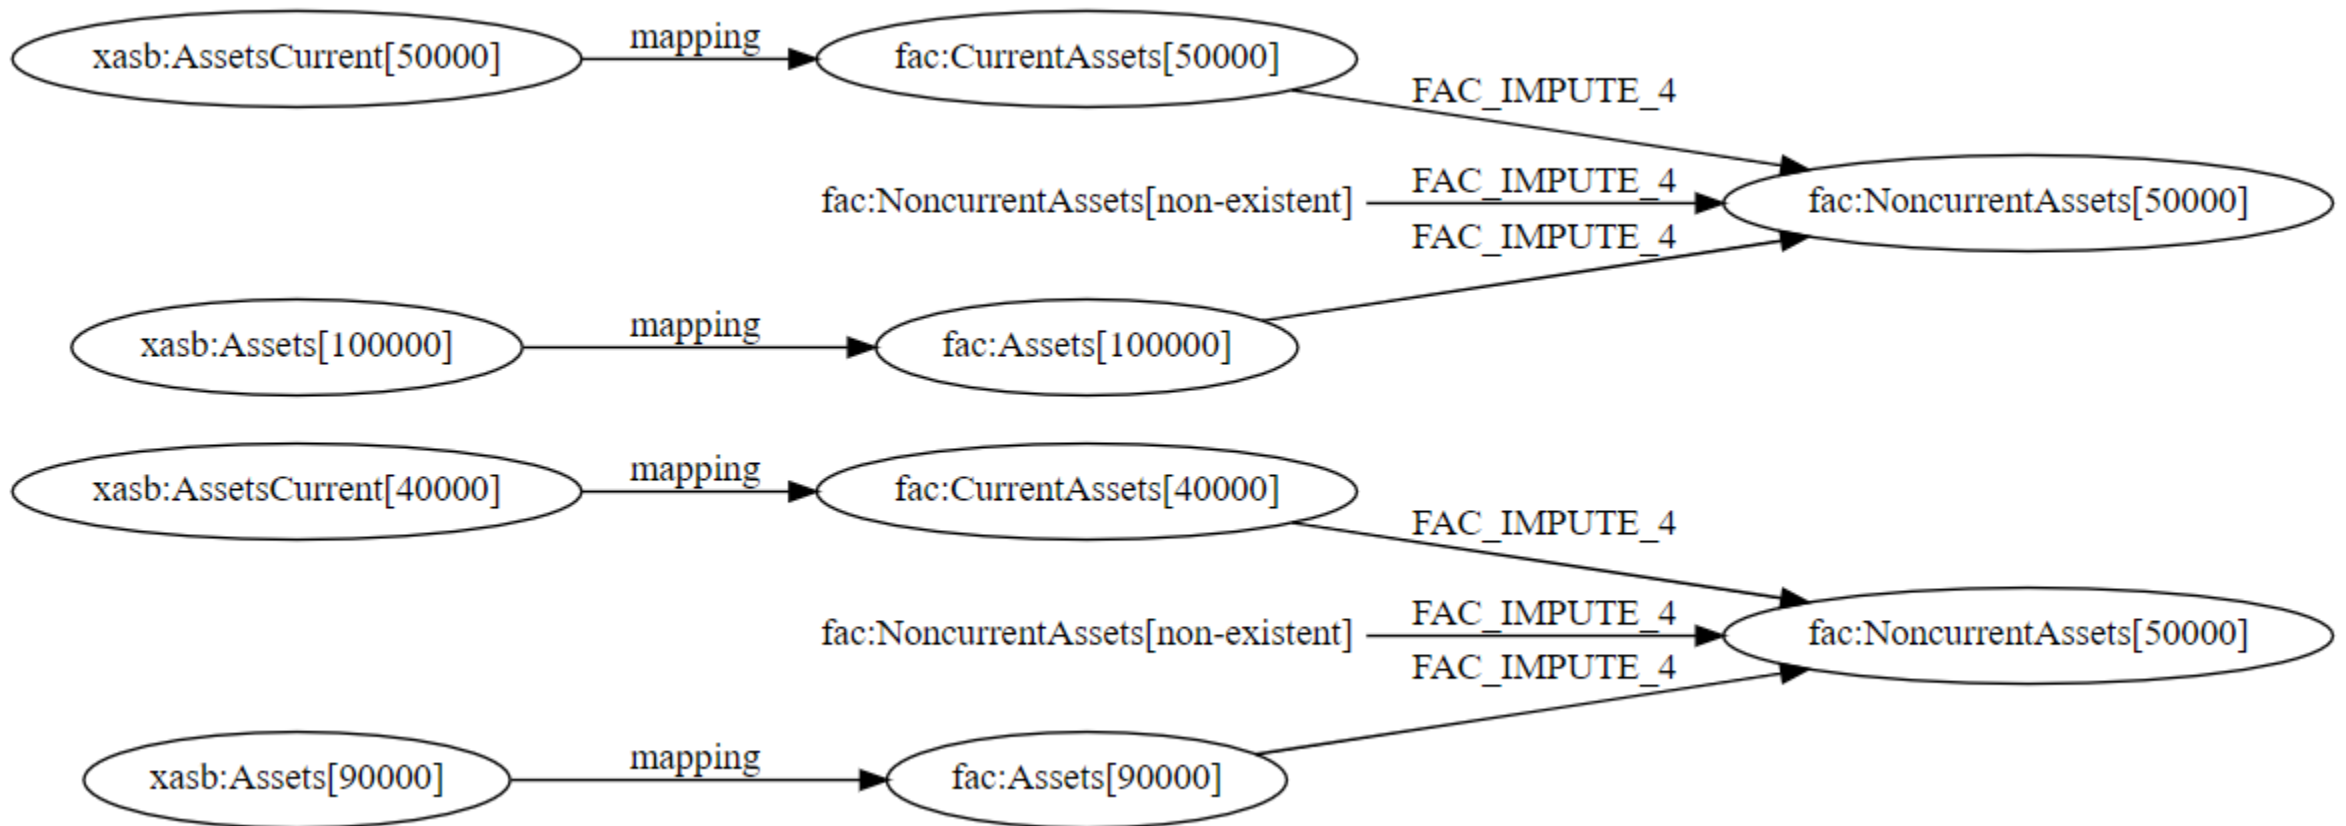 xasb:AssetsCurrent[50000] mapping fac:CurrentAssets[50000]
FAC_IMPUTE_4
fac:NoncurrentAssets[non-existent] FAC_IMPUTE_4 fac:NoncurrentAssets[50000]
FAC_IMPUTE_4
xasb:Assets[100000] mapping fac:Assets[100000]
xasb:AssetsCurrent[40000] mapping fac:CurrentAssets[40000]
FAC_IMPUTE_4
fac:NoncurrentAssets[non-existent] FAC_IMPUTE_4 fac:NoncurrentAssets[50000]
FAC_IMPUTE_4
xasb:Assets[90000] mapping fac:Assets[90000]